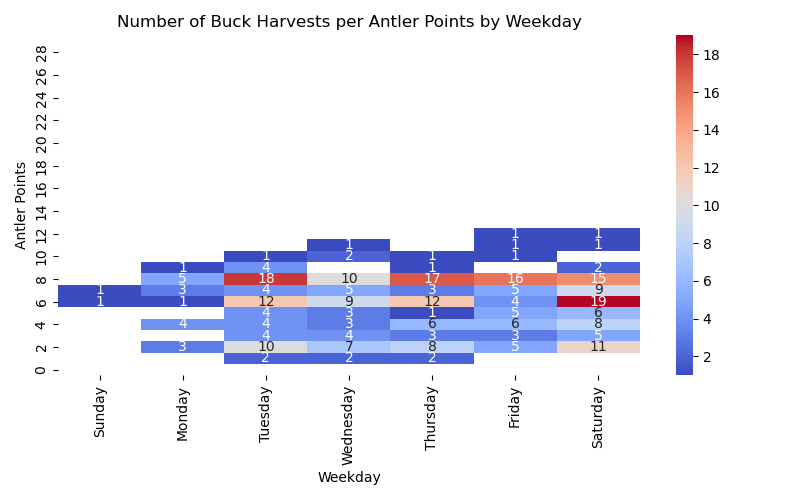 Number of Buck Harvests per Antler Points by Weekday
Antler Points
28
26
24
22
20
18
16
14
12
10
8
6
4
2
0
1 1
1 1
1 2 1 1
1 4 1 2
5 18 10 17 16 15
1 3 4 5 3 5 9
1 1 12 9 12 4 19
4 3 1 5 6
4 4 3 6 6 8
4 4 3 3 5
3 10 7 8 5 11
2 2 2
Sunday
Monday
Tuesday
Wednesday
Thursday
Friday
Saturday
Weekday
18
16
14
12
10
8
6
4
2